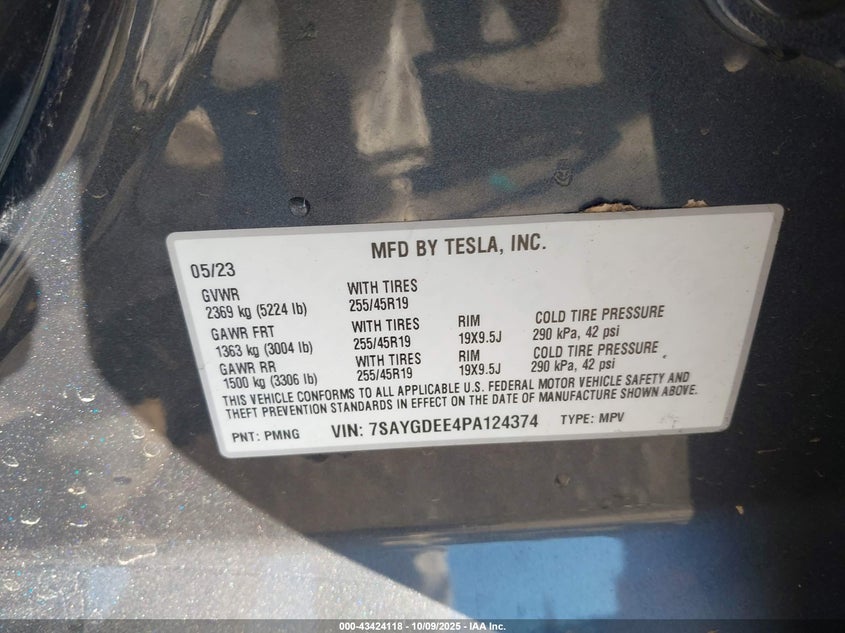 MFD BY TESLA, INC.
05/23
GVWR
2369 kg (5224 lb)
WITH TIRES
255/45R19
GAWR FRT
1363 kg (3004 lb)
WITH TIRES
255/45R19
RIM
19X9.5J
COLD TIRE PRESSURE
290 kPa, 42 psi
GAWR RR
1500 kg (3306 lb)
WITH TIRES
255/45R19
RIM
19X9.5J
COLD TIRE PRESSURE
290 kPa, 42 psi
THIS VEHICLE CONFORMS TO ALL APPLICABLE U.S. FEDERAL MOTOR VEHICLE SAFETY AND
THEFT PREVENTION STANDARDS IN EFFECT ON THE DATE OF MANUFACTURE SHOWN ABOVE.
PNT: PMNG VIN: 7SAYGDEE4PA124374 TYPE: MPV
000-43424118 - 10/09/2025 - IAA Inc.